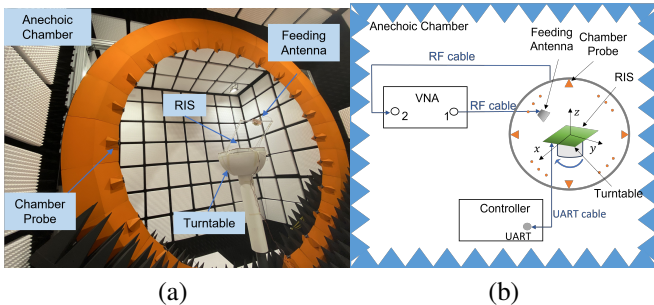 Anechoic
Chamber
Feeding
Antenna
RIS
Chamber
Probe
Turntable
(a)
Anechoic Chamber
Feeding
Antenna
Chamber
Probe
RF cable
RIS
VNA
RF cable
2
1
z
x
y
Turntable
Controller
UART cable
UART
(b)